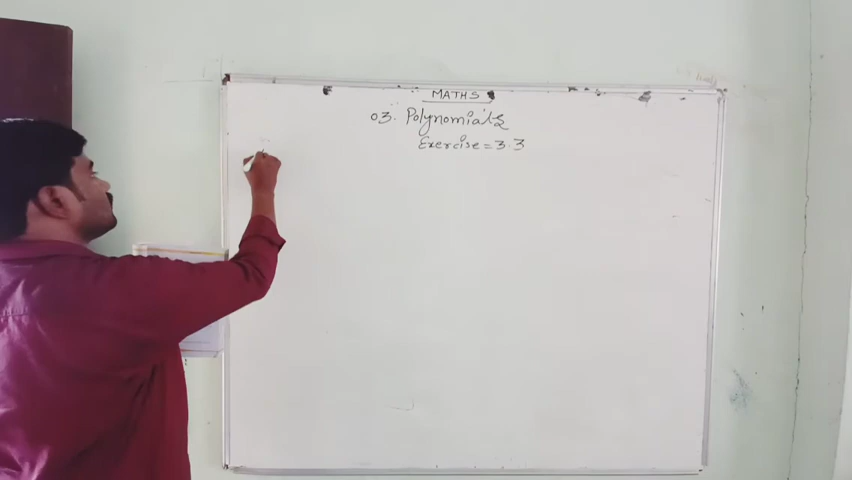 MATHS
03. Polynomials
Exercise = 3.3